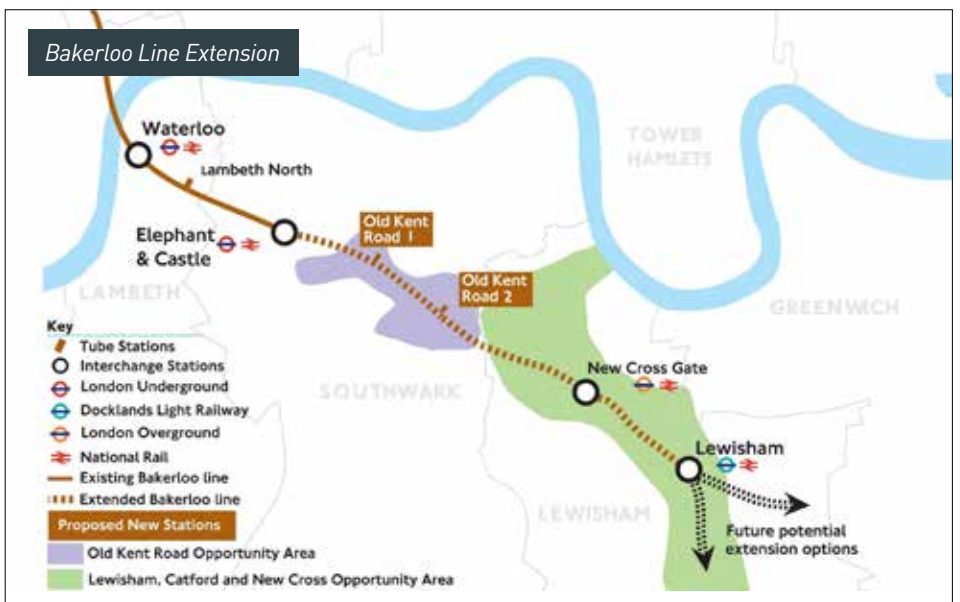 Bakerloo Line Extension
Waterloo
Lambeth North
TOWER
HAMLETS
Elephant
& Castle
Old Kent
Road 1
Old Kent
Road 2
LAMBETH
GREENWICH
SOUTHWARK
New Cross Gate
Lewisham
LEWISHAM
Future potential
extension options
Key
Tube Stations
Interchange Stations
London Underground
Docklands Light Railway
London Overground
National Rail
Existing Bakerloo line
Extended Bakerloo line
Proposed New Stations
Old Kent Road Opportunity Area
Lewisham, Catford and New Cross Opportunity Area